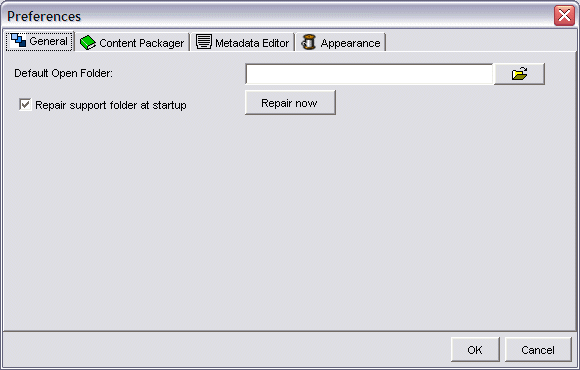 Preferences
General Content Packager Metadata Editor Appearance
Default Open Folder:
Repair support folder at startup Repair now
OK Cancel